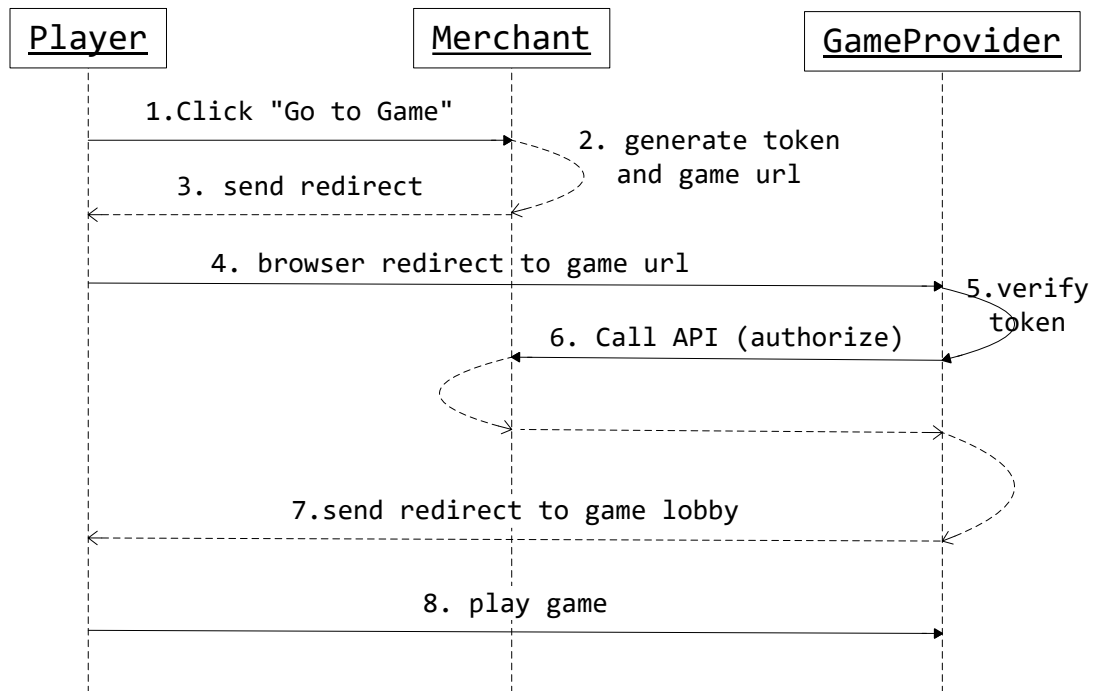 Player
Merchant
GameProvider
1.Click "Go to Game"
2. generate token
and game url
3. send redirect
4. browser redirect to game url
5.verify
token
6. Call API (authorize)
7.send redirect to game lobby
8. play game